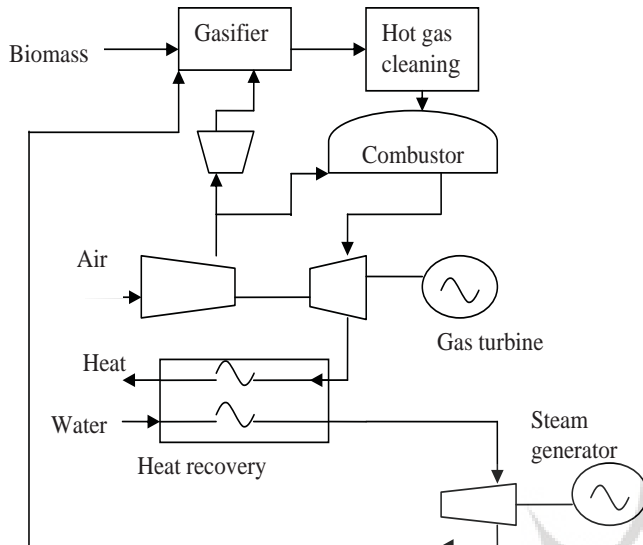 Gasifier
Hot gas
cleaning
Biomass
Combustor
Air
Gas turbine
Heat
Water
Steam
generator
Heat recovery